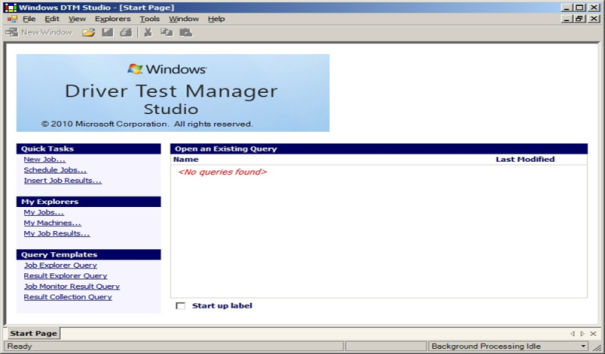 Windows DTM Studio - [Start Page]
File Edit View Explorers Tools Window Help
New Window
Windows
Driver Test Manager
Studio
© 2010 Microsoft Corporation. All rights reserved.
Quick Tasks
New Job...
Schedule Jobs...
Insert Job Results...
My Explorers
My Jobs...
My Machines...
My Job Results...
Query Templates
Job Explorer Query
Result Explorer Query
Job Monitor Result Query
Result Collection Query
Open an Existing Query
Name Last Modified
<No queries found>
Start up label
Start Page
Ready Background Processing Idle